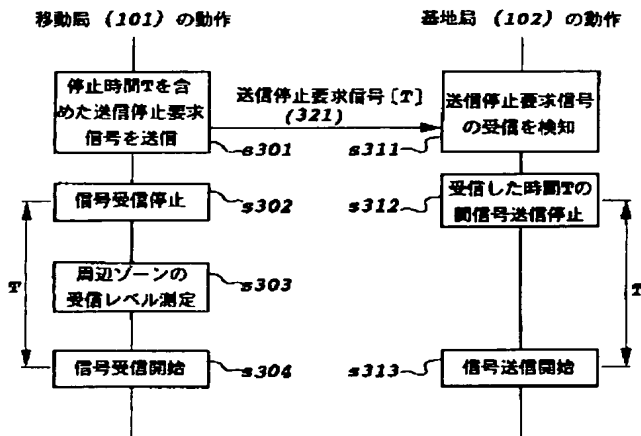 移動局 (101) の動作
基地局 (102) の動作
停止時間Tを含
めた送信停止要求
信号を送信
s301
送信停止要求信号[T]
(321)
送信停止要求信号
の受信を検知
s311
信号受信停止
s302
受信した時間Tの
間信号送信停止
s312
周辺ゾーンの
受信レベル測定
s303
T
T
信号受信開始
s304
信号送信開始
s313